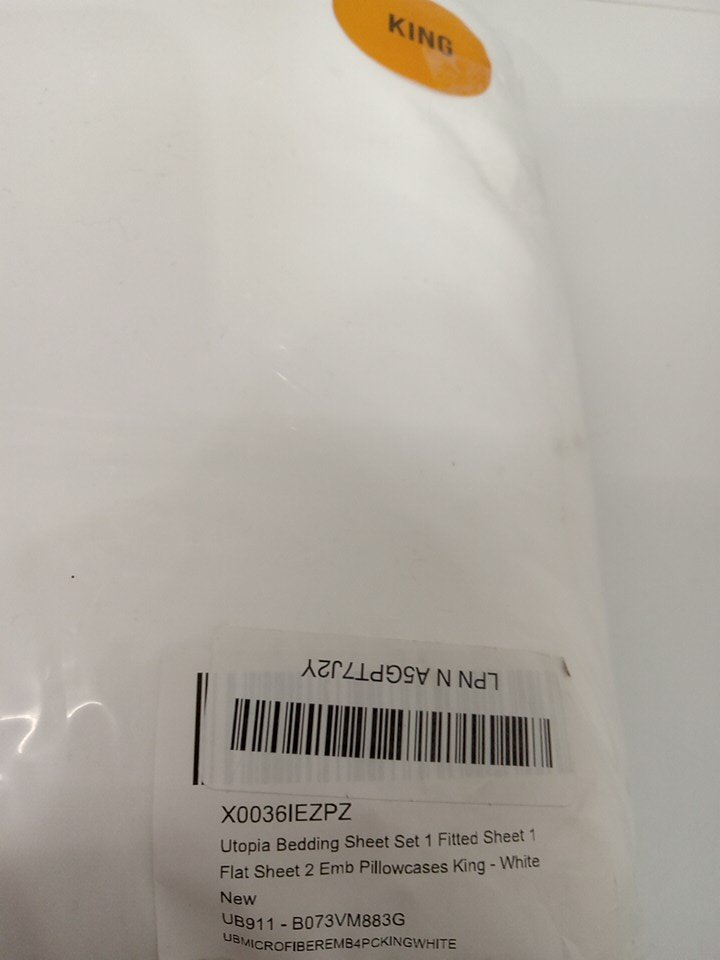 KING
LPN N A5GPT7J2Y
X0036IEZPZ
Utopia Bedding Sheet Set 1 Fitted Sheet 1
Flat Sheet 2 Emb Pillowcases King - White
New
UB911 - B073VM883G
UBMICROFIBEREMB4PCKINGWHITE